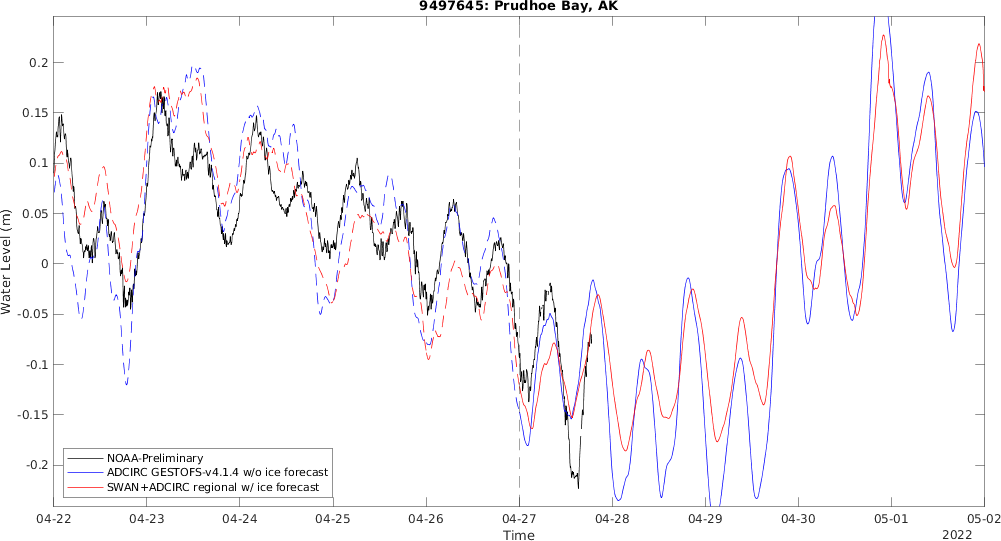 9497645: Prudhoe Bay, AK
Water Level (m)
0.2
0.15
0.1
0.05
0
-0.05
-0.1
-0.15
-0.2
NOAA-Preliminary
ADCIRC GESTOFS-v4.1.4 w/o ice forecast
SWAN+ADCIRC regional w/ ice forecast
04-22 04-23 04-24 04-25 04-26 04-27 04-28 04-29 04-30 05-01 05-02
Time
2022